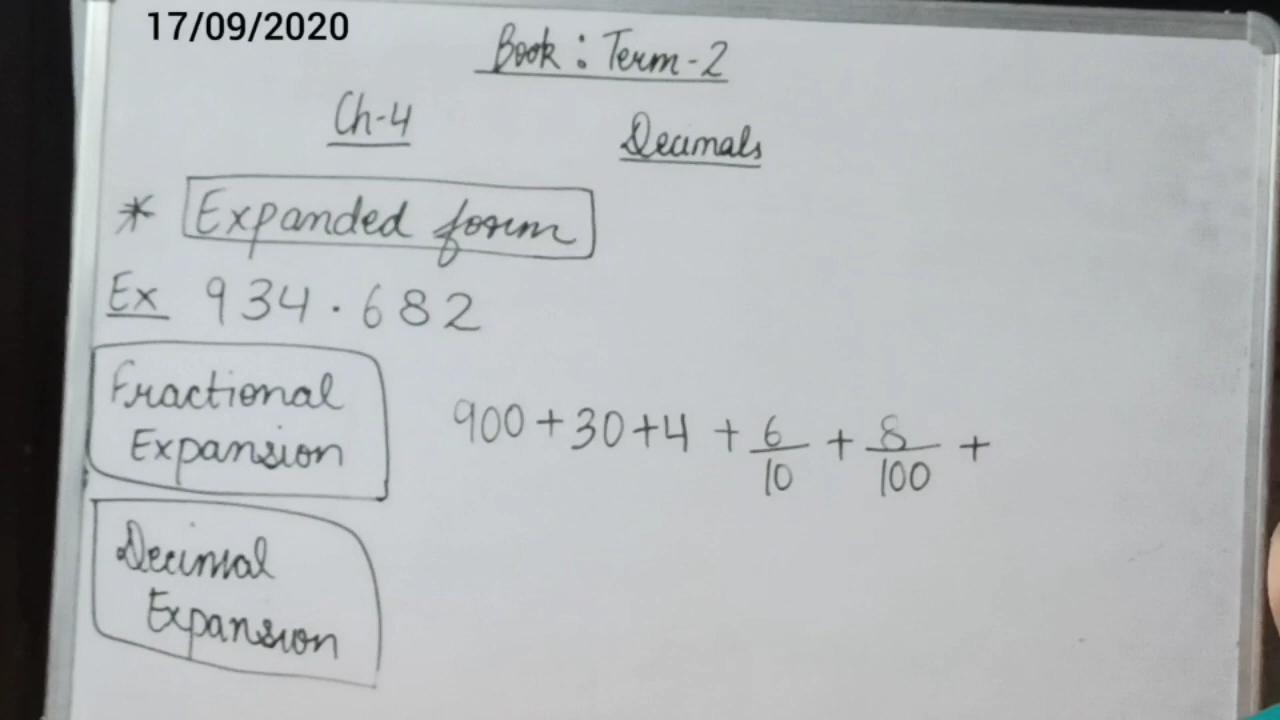 17/09/2020
Book : Term-2
Ch-4 Decimals
* Expanded form
Ex 934.682
Fractional
Expansion
900+30+4 + 6/10 + 8/100 +
Decimal
Expansion